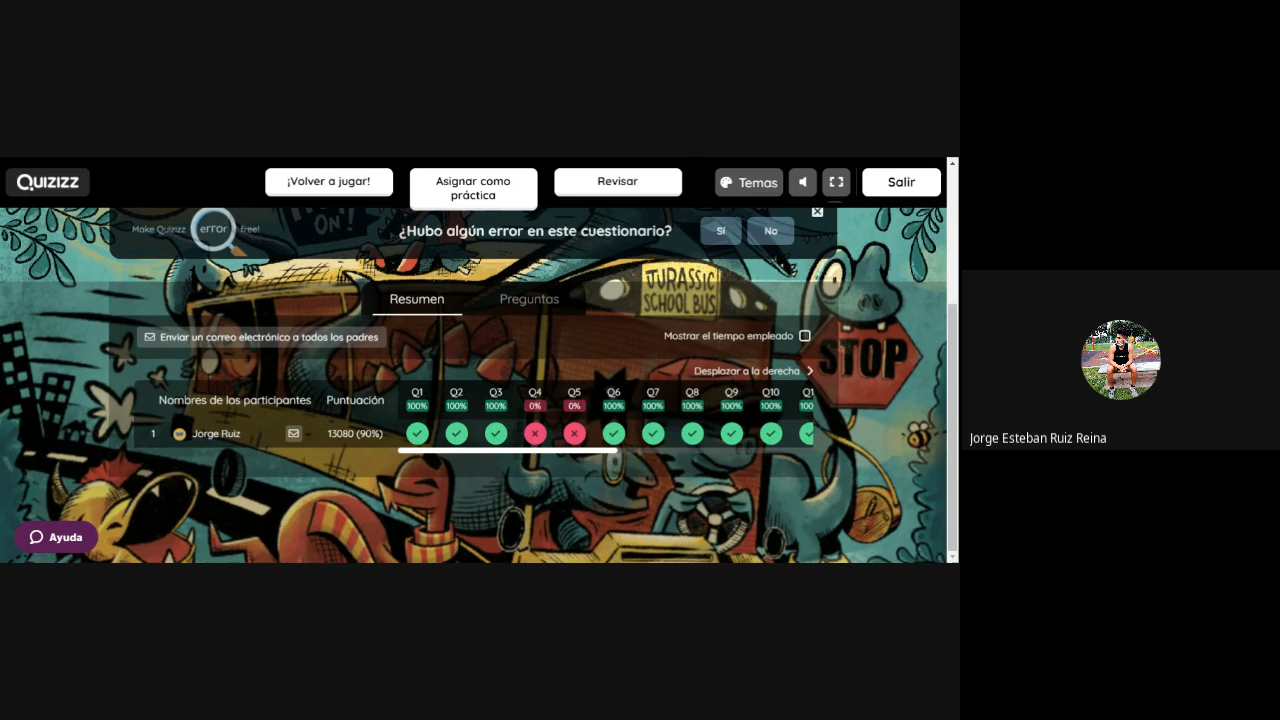 Quizizz
¡Volver a jugar!
Asignar como
práctica
Revisar
Temas
Salir
Make Quizizz error free!
¿Hubo algún error en este cuestionario?
Sí
No
ON!
JURASSIC
SCHOOL BUS
Resumen
Preguntas
Enviar un correo electrónico a todos los padres
Mostrar el tiempo empleado
STOP
Desplazar a la derecha
Nombres de los participantes Puntuación
Q1 Q2 Q3 Q4 Q5 Q6 Q7 Q8 Q9 Q10 Q1
100% 100% 100% 0% 0% 100% 100% 100% 100% 100% 100
1 Jorge Ruiz 13080 (90%)
Jorge Esteban Ruiz Reina
Ayuda